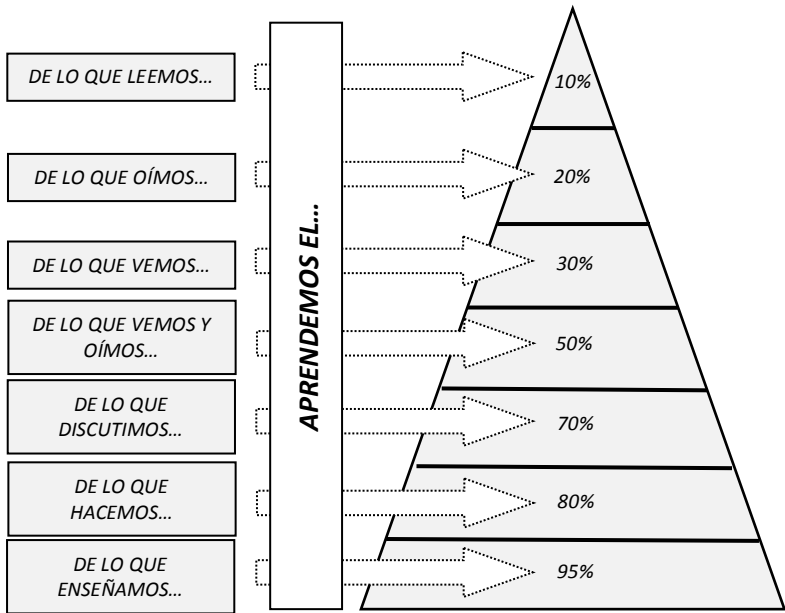 DE LO QUE LEEMOS...
10%
DE LO QUE OÍMOS...
20%
DE LO QUE VEMOS...
30%
DE LO QUE VEMOS Y
OÍMOS...
50%
DE LO QUE
DISCUTIMOS...
70%
DE LO QUE
HACEMOS...
80%
DE LO QUE
ENSEÑAMOS...
95%
APRENDEMOS EL...